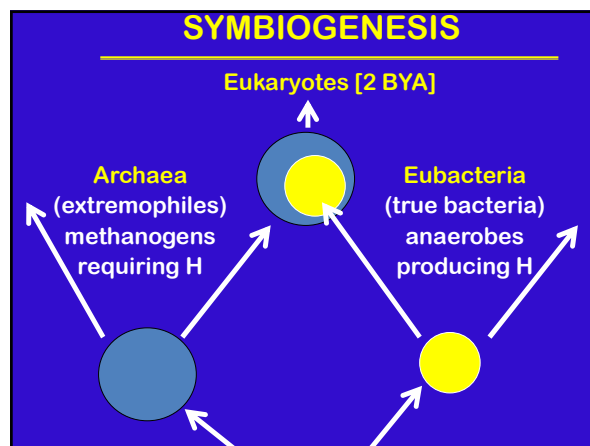 SYMBIOGENESIS
Eukaryotes [2 BYA]
Archaea
(extremophiles)
methanogens
requiring H
Eubacteria
(true bacteria)
anaerobes
producing H